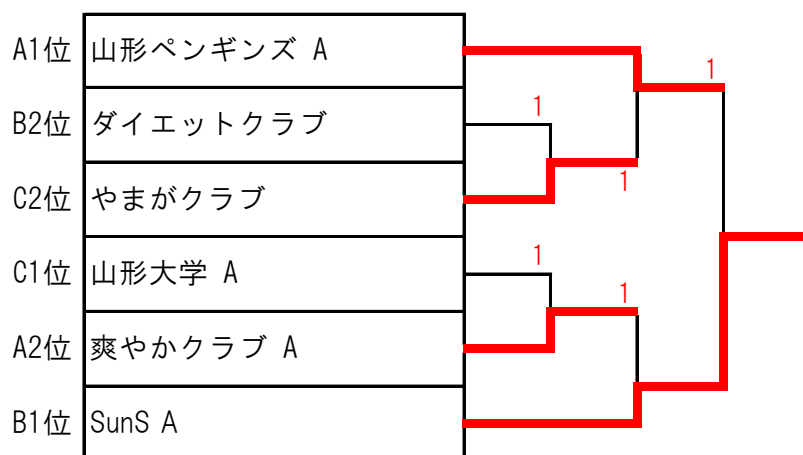 A1位 山形ペンギンズ A
1
B2位 ダイエットクラブ
1
C2位 やまがクラブ
1
C1位 山形大学 A
1
1
A2位 爽やかクラブ A
B1位 SunS A